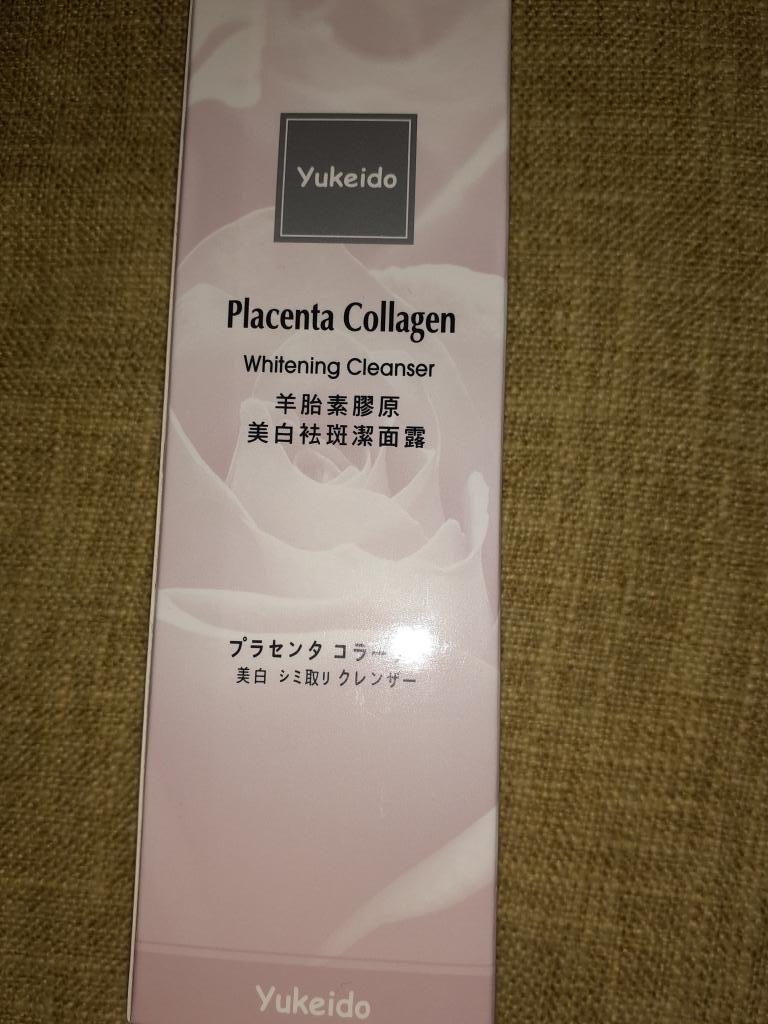 Yukeido
Placenta Collagen
Whitening Cleanser
羊胎素膠原
美白袪斑潔面露
プラセンタ
美白 シミ取り クレンザー
Yukeido